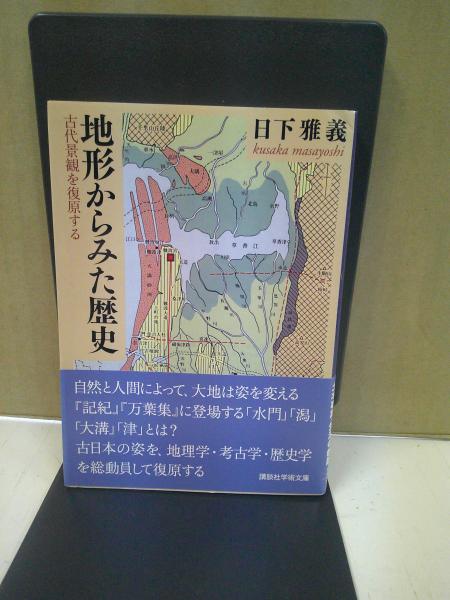 地形からみた歴史
古代景観を復原する
日下雅義
kusaka masayoshi
草香江
自然と人間によって、大地は姿を変える
『記紀』『万葉集』に登場する「水門」「潟」
「大溝」「津」とは?
古日本の姿を、地理学・考古学・歴史学
を総動員して復原する
講談社学術文庫